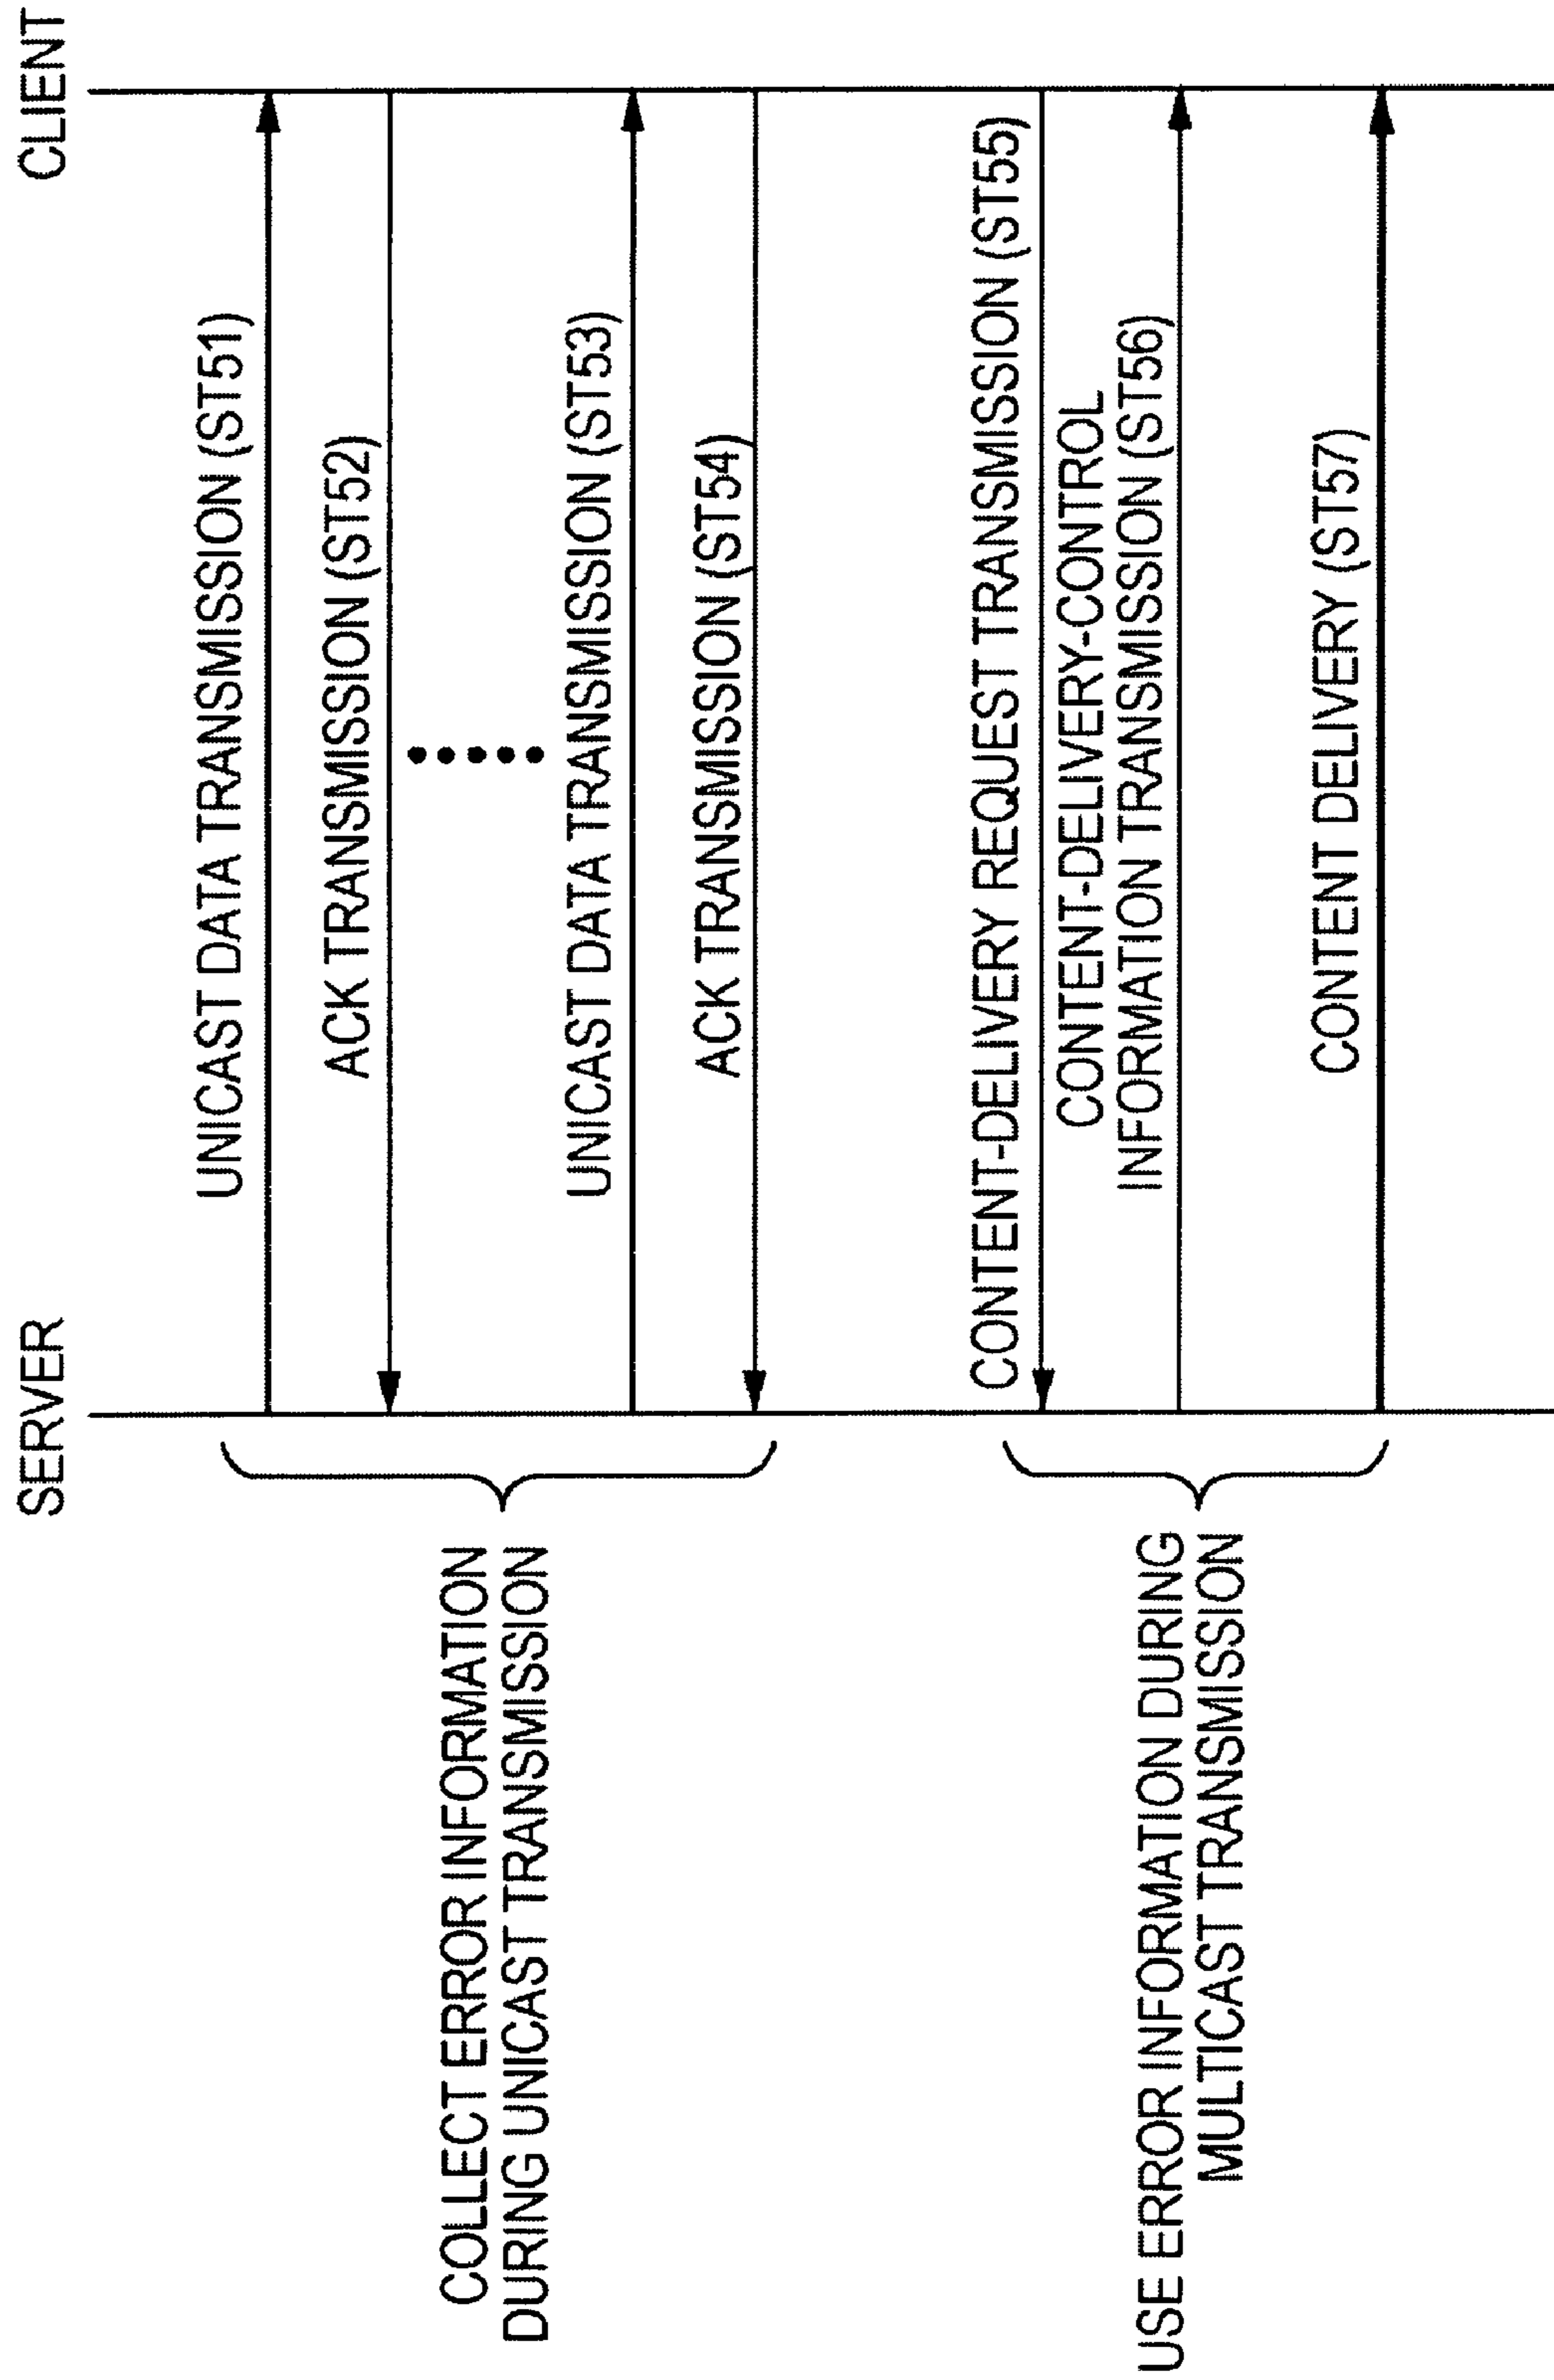 SERVER
CLIENT
UNICAST DATA TRANSMISSION (ST51)
ACK TRANSMISSION (ST52)
UNICAST DATA TRANSMISSION (ST53)
ACK TRANSMISSION (ST54)
COLLECT ERROR INFORMATION
DURING UNICAST TRANSMISSION
CONTENT-DELIVERY REQUEST TRANSMISSION (ST55)
CONTENT-DELIVERY-CONTROL
INFORMATION TRANSMISSION (ST56)
CONTENT DELIVERY (ST57)
USE ERROR INFORMATION DURING
MULTICAST TRANSMISSION